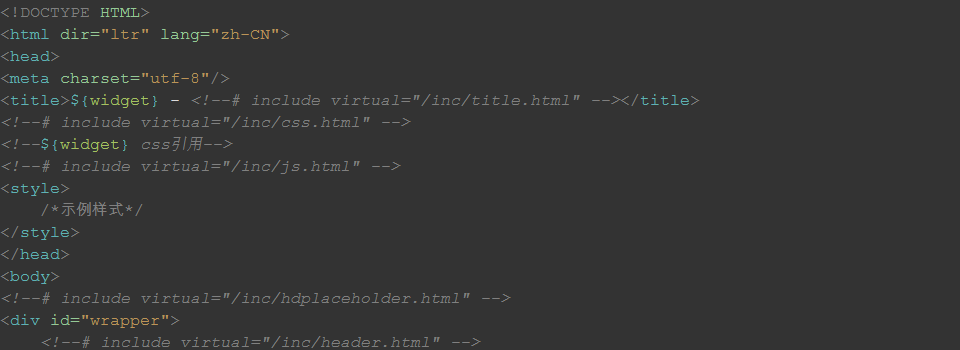 <!DOCTYPE HTML>
<html dir="ltr" lang="zh-CN">
<head>
<meta charset="utf-8"/>
<title>${widget} - <!--# include virtual="/inc/title.html" --></title>
<!--# include virtual="/inc/css.html" -->
<!--${widget} css引用-->
<!--# include virtual="/inc/js.html" -->
<style>
    /*示例样式*/
</style>
</head>
<body>
<!--# include virtual="/inc/hdplaceholder.html" -->
<div id="wrapper">
    <!--# include virtual="/inc/header.html" -->